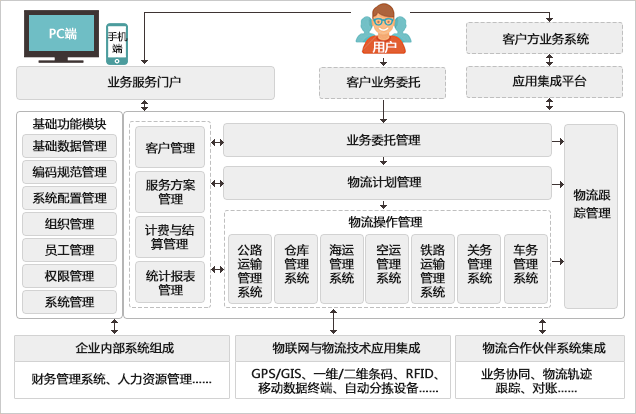 PC端
手机
端
用户
客户方业务系统
业务服务门户
客户业务委托
应用集成平台
基础功能模块
基础数据管理
编码规范管理
系统配置管理
组织管理
员工管理
权限管理
系统管理
客户管理
服务方案
管理
计费与结
算管理
统计报表
管理
业务委托管理
物流计划管理
物流操作管理
公路
运输
管理
系统
仓库
管理
系统
海运
管理
系统
空运
管理
系统
铁路
运输
管理
系统
关务
管理
系统
车务
管理
系统
物流跟
踪管理
企业内部系统组成
财务管理系统、人力资源管理……
物联网与物流技术应用集成
GPS/GIS、一维/二维条码、RFID、
移动数据终端、自动分拣设备……
物流合作伙伴系统集成
业务协同、物流轨迹
跟踪、对账……